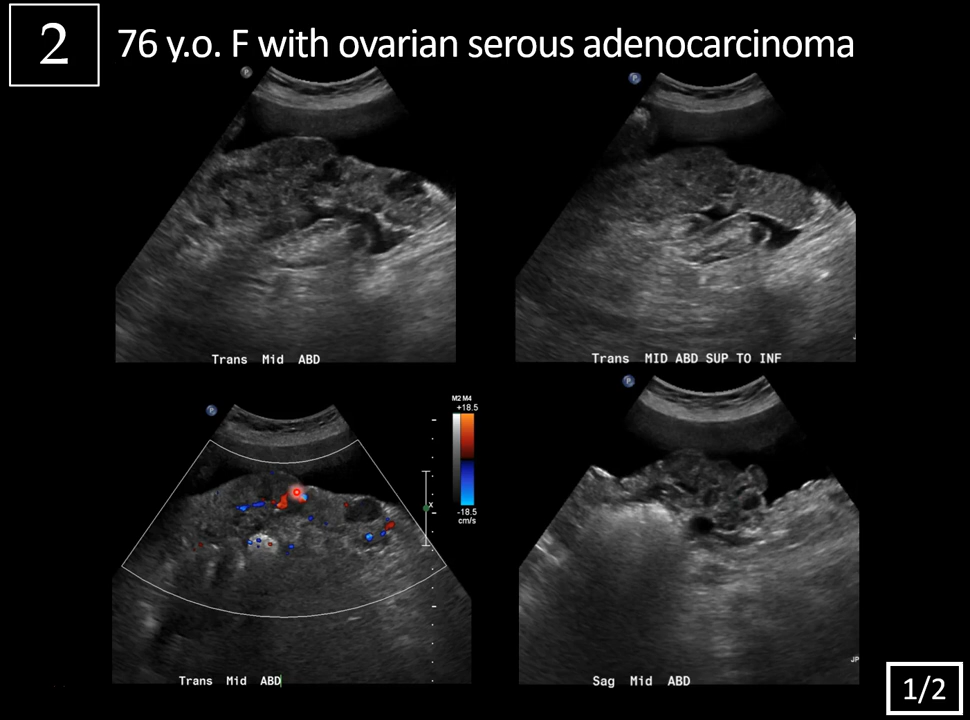 2
76 y.o. F with ovarian serous adenocarcinoma
P
P
Trans Mid ABD
Trans MID ABD SUP TO INF
P
P
M2 M4
+18.5
x
-18.5
cm/s
JP
Trans Mid ABD
Sag Mid ABD
1/2